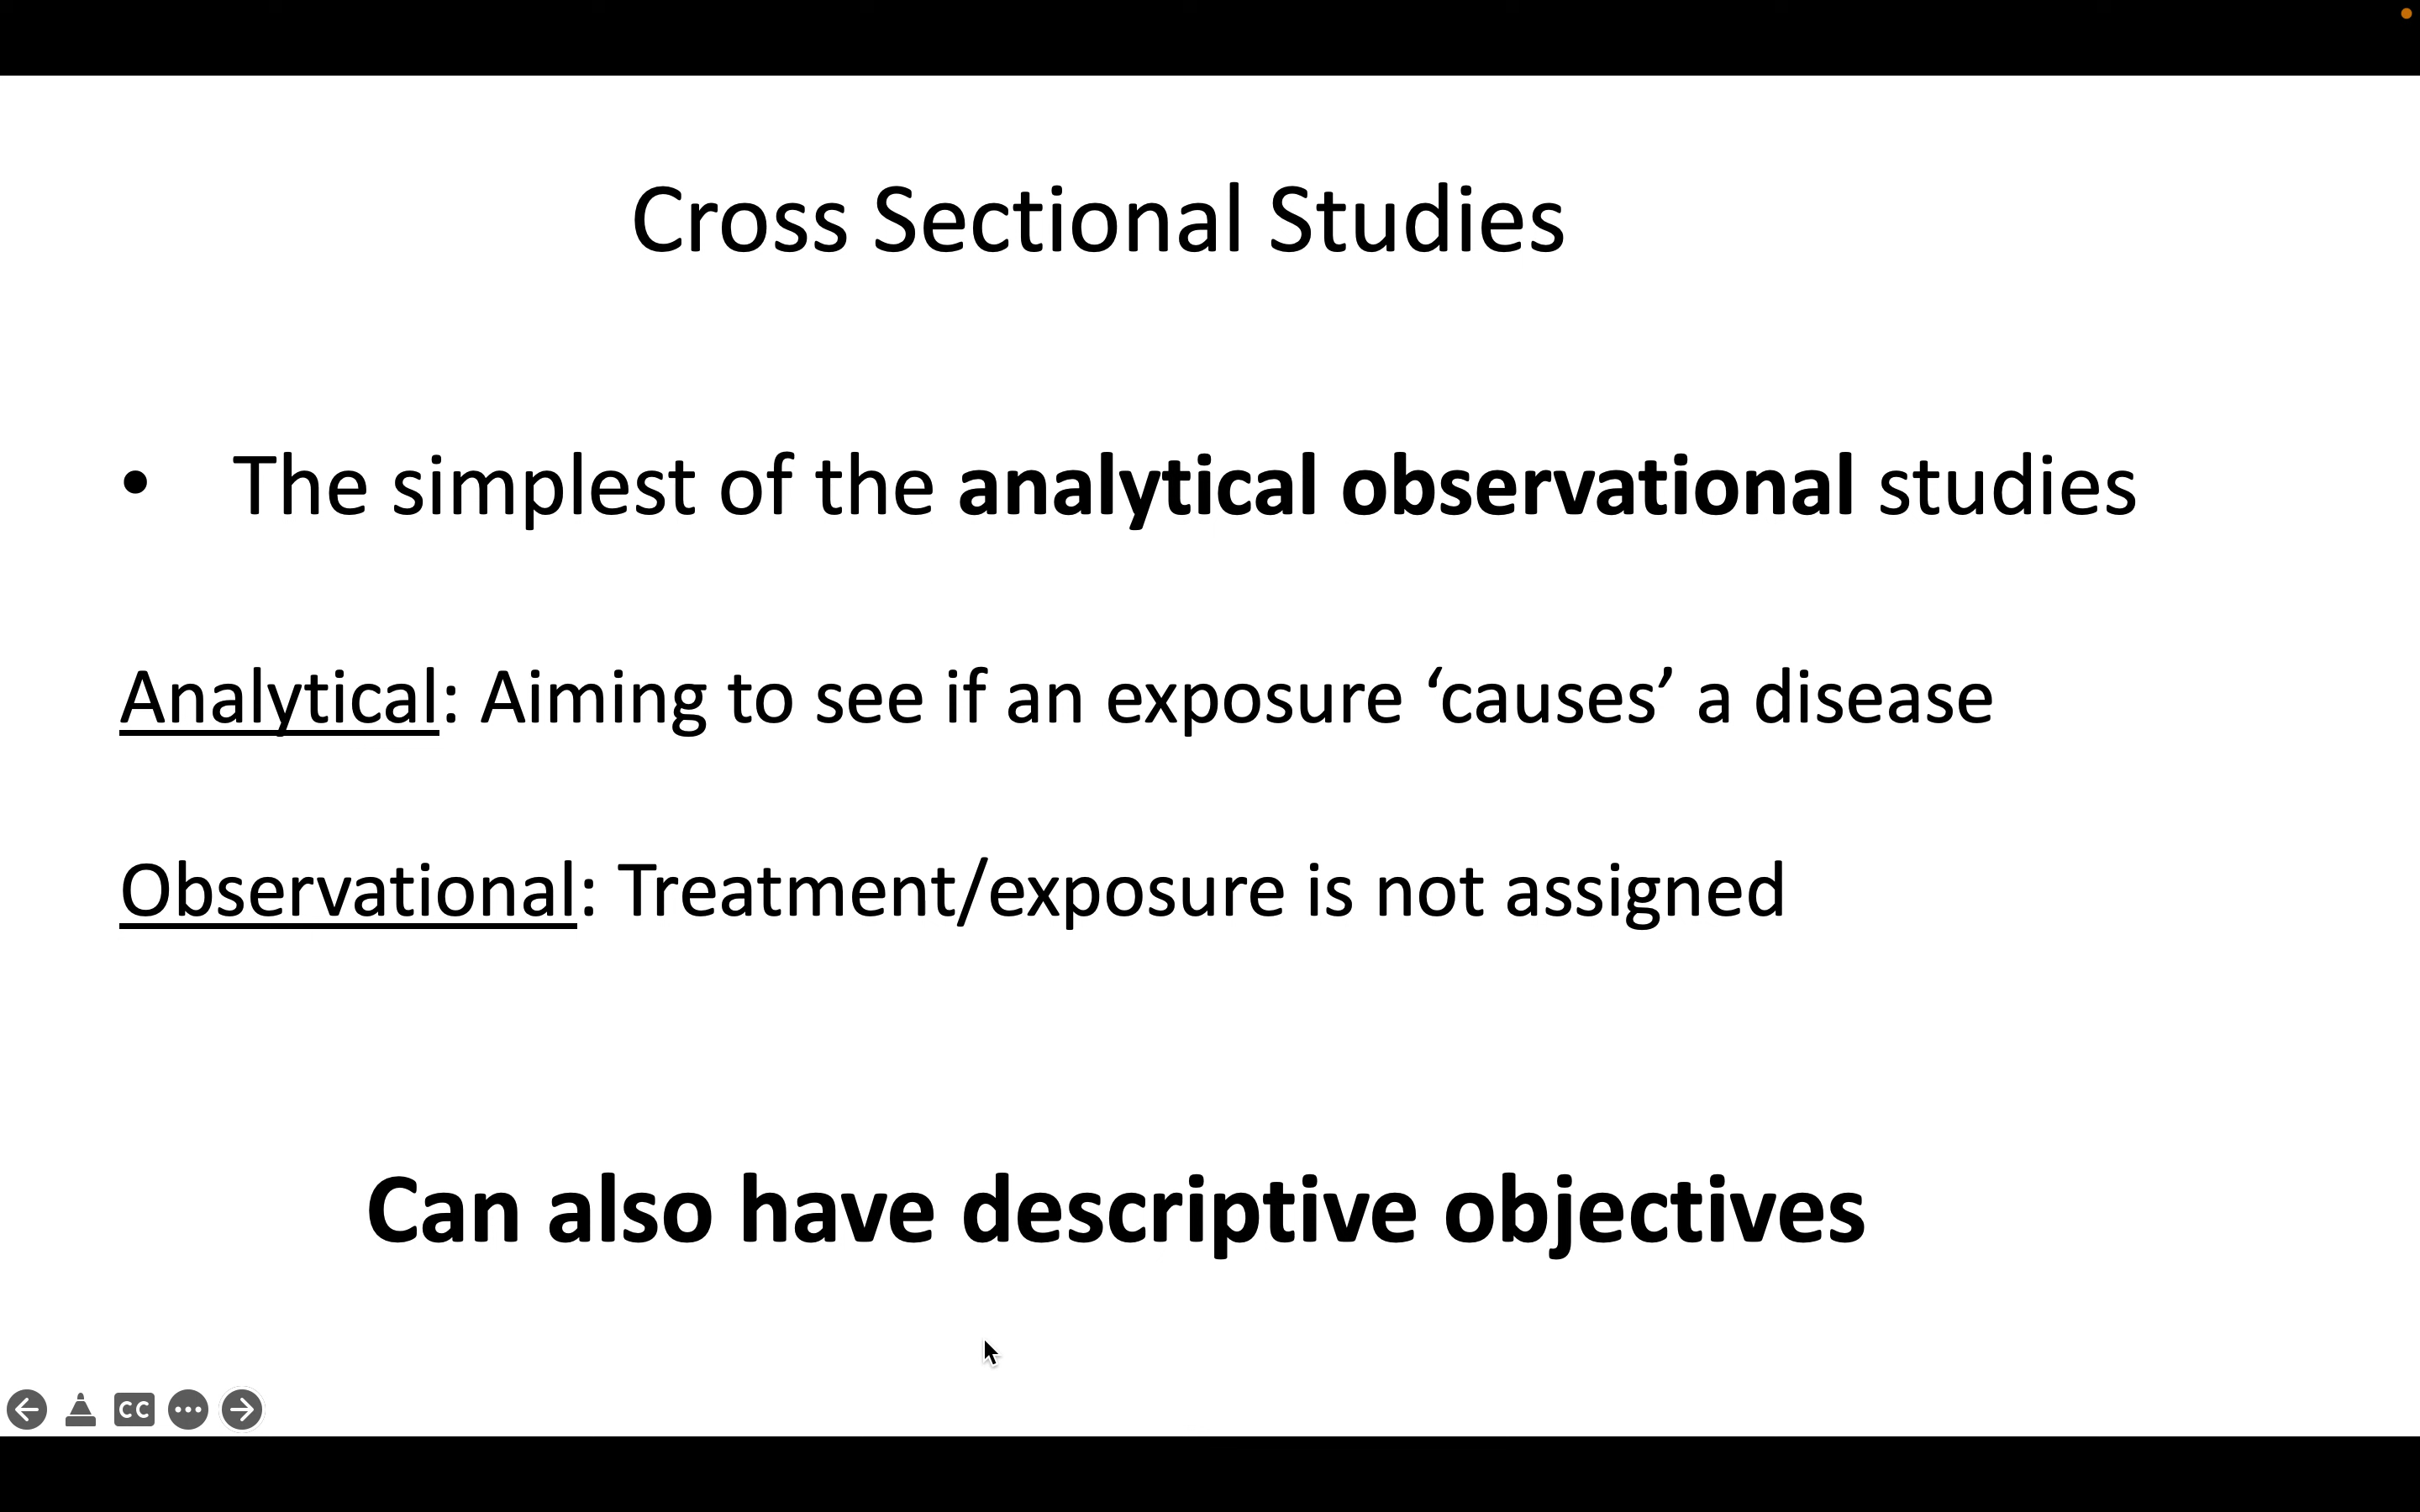 Cross Sectional Studies
• The simplest of the analytical observational studies
Analytical: Aiming to see if an exposure ‘causes’ a disease
Observational: Treatment/exposure is not assigned
Can also have descriptive objectives
CC